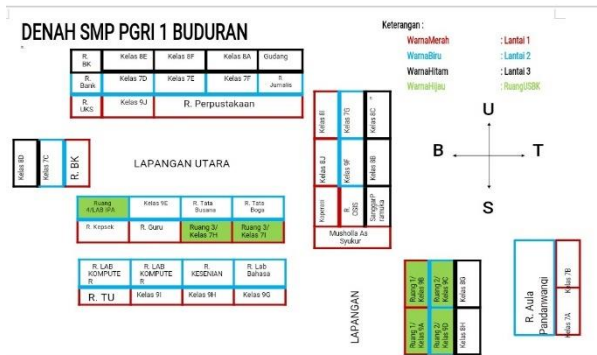 DENAH SMP PGRI 1 BUDURAN
Keterangan :
WarnaMerah : Lantai 1
WarnaBiru : Lantai 2
WarnaHitam : Lantai 3
WarnaHijau : RuangUSBK
U
B T
S
R. BK
Kelas 8E
Kelas 8F
Kelas 8A
Gudang
R. Bank
Kelas 7D
Kelas 7E
Kelas 7F
R. Jurnalis
R. UKS
Kelas 9J
R. Perpustakaan
Kelas 8D
Kelas 7C
R. BK
LAPANGAN UTARA
Kelas 8I
Kelas 7G
Kelas 8C
Kelas 8J
Kelas 9F
Kelas 8B
Koperasi
R. OSIS
SanggarP
ramuka
Musholla As
Syukur
Ruang
4/LAB IPA
Kelas 9E
R. Tata
Busana
R. Tata
Boga
R. Kepsek
R. Guru
Ruang 3/
Kelas 7H
Ruang 3/
Kelas 7I
R. LAB
KOMPUTE
R
R. LAB
KOMPUTE
R
R.
KESENIAN
R. Lab
Bahasa
R. TU
Kelas 9I
Kelas 9H
Kelas 9G
LAPANGAN
Ruang 1/
Kelas 9B
Ruang 2/
Kelas 9C
Kelas 8G
Ruang 1/
Kelas 9A
Ruang 2/
Kelas 9D
Kelas 8H
R. Aula
Pandanwangi
Kelas 7B
Kelas 7A